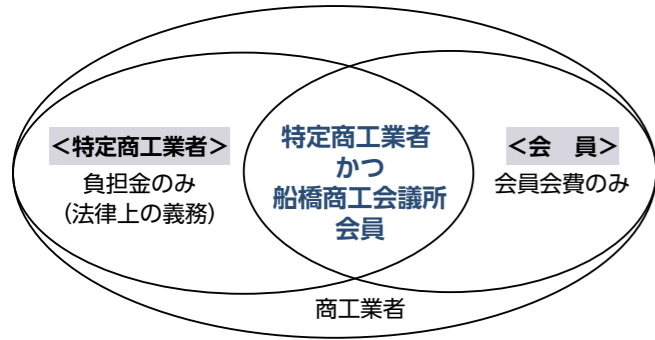 ＜特定商工業者＞
負担金のみ
(法律上の義務)
特定商工業者
かつ
船橋商工会議所
会員
＜会　員＞
会員会費のみ
商工業者